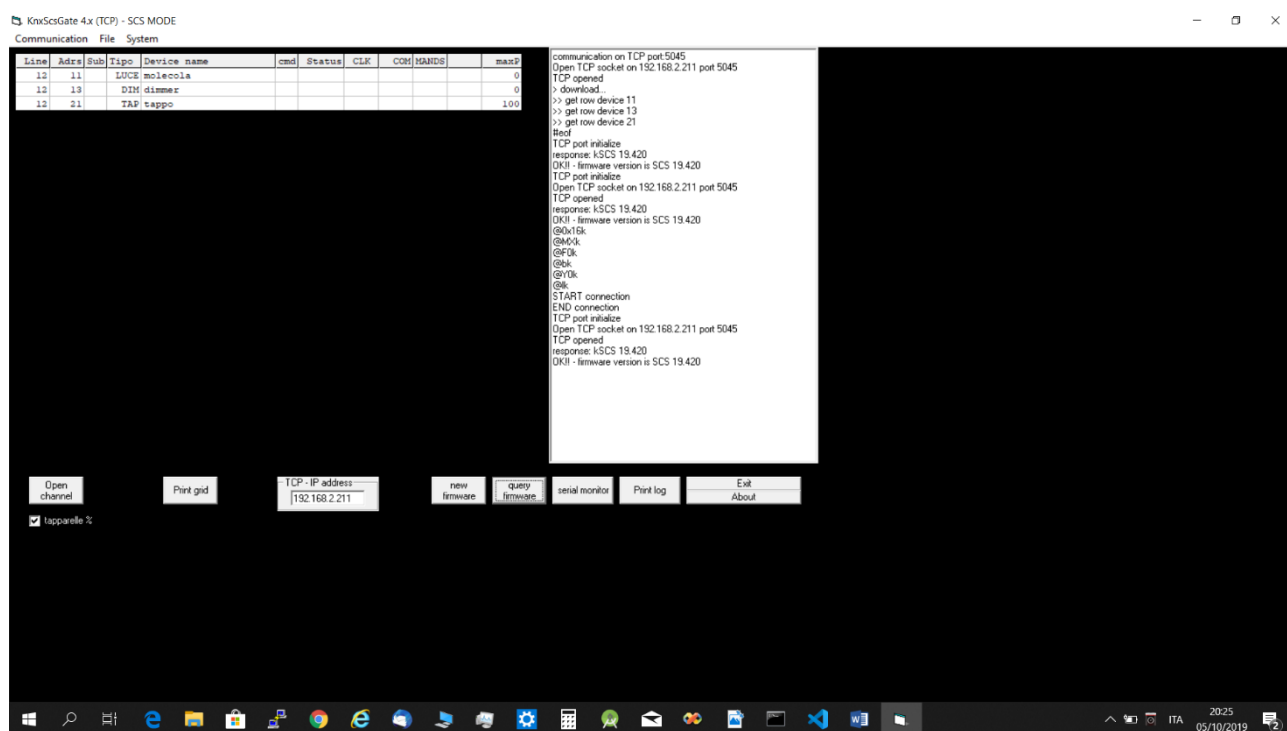 KnxScsGate 4.x (TCP) - SCS MODE
Communication File System
Line Adrs Sub Tipo Device name cmd Status CLK COM MANDS maxP
12 11 LUCE molecola 0
12 13 DIM dimmer 0
12 21 TAP tappo 100
communication on TCP port:5045
Open TCP socket on 192.168.2.211 port 5045
TCP opened
> download...
>> get row device 11
>> get row device 13
>> get row device 21
#eof
TCP port initialize
response: kSCS 19.420
OK!! - firmware version is SCS 19.420
TCP port initialize
Open TCP socket on 192.168.2.211 port 5045
TCP opened
response: kSCS 19.420
OK!! - firmware version is SCS 19.420
@0x16k
@MXk
@F0k
@bk
@Y0k
@lk
START connection
END connection
TCP port initialize
Open TCP socket on 192.168.2.211 port 5045
TCP opened
response: kSCS 19.420
OK!! - firmware version is SCS 19.420
Open channel
Print grid
TCP - IP address
192.168.2.211
new firmware
query firmware
serial monitor
Print log
Exit
About
tapparelle %
ITA
20:25
05/10/2019
2